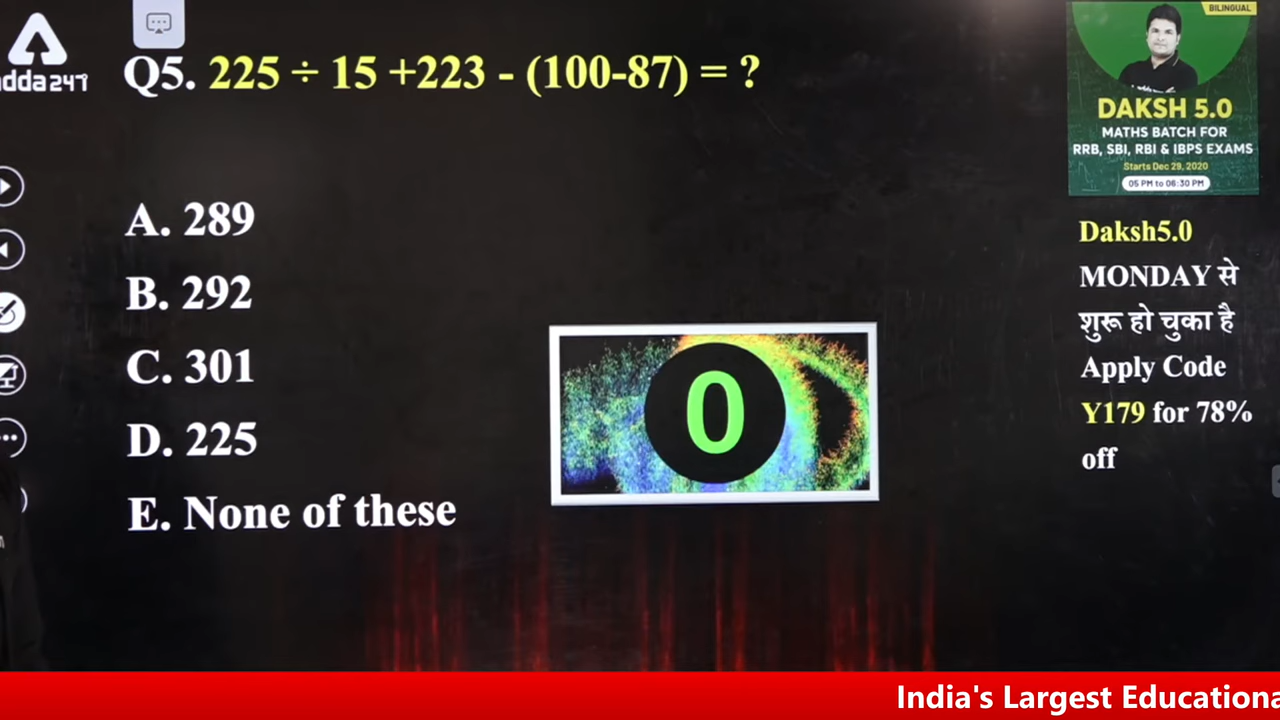 adda247
Q5. 225 ÷ 15 +223 - (100-87) = ?
A. 289
B. 292
C. 301
D. 225
E. None of these
0
BILINGUAL
DAKSH 5.0
MATHS BATCH FOR
RRB, SBI, RBI & IBPS EXAMS
Starts Dec 29, 2020
05 PM to 06:30 PM
Daksh5.0
MONDAY से
शुरू हो चुका है
Apply Code
Y179 for 78%
off
India's Largest Educationa